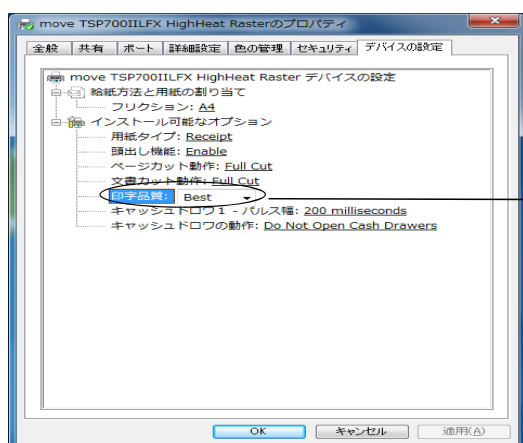 move TSP700IILFX HighHeat Rasterのプロパティ
全般 共有 ポート 詳細設定 色の管理 セキュリティ デバイスの設定
move TSP700IILFX HighHeat Raster デバイスの設定
給紙方法と用紙の割り当て
フリクション: A4
インストール可能なオプション
用紙タイプ: Receipt
頭出し機能: Enable
ページカット動作: Full Cut
文書カット動作: Full Cut
印字品質: Best
キャッシュドロワ1 - パルス幅: 200 milliseconds
キャッシュドロワの動作: Do Not Open Cash Drawers
OK キャンセル 適用(A)